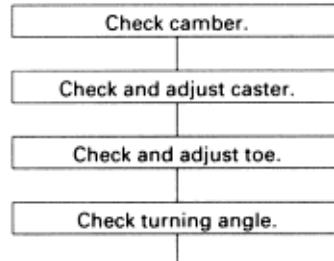 Check camber.
Check and adjust caster.
Check and adjust toe.
Check turning angle.